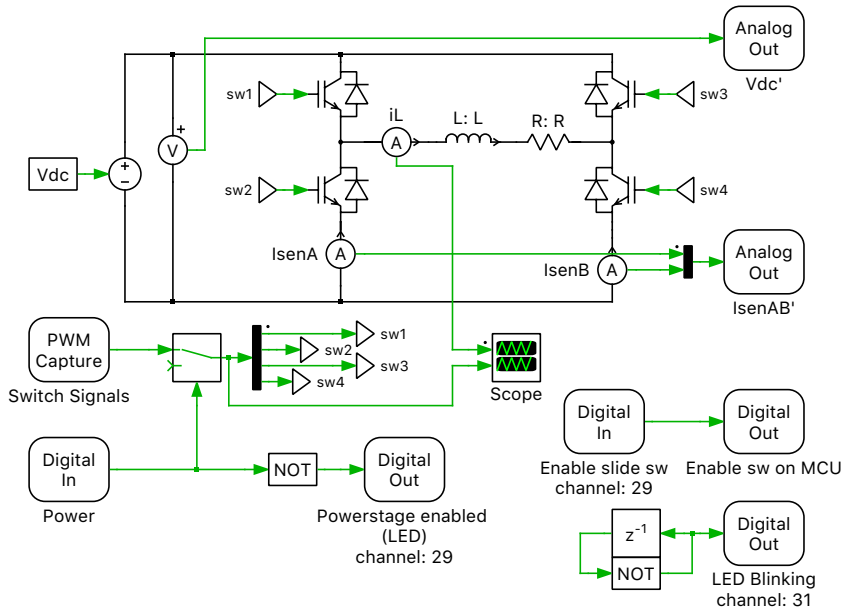 Analog
Out
Vdc'
sw1
sw3
iL
L: L
R: R
A
+
V
Vdc
+
−
sw2
sw4
IsenA
A
IsenB
A
Analog
Out
IsenAB'
PWM
Capture
Switch Signals
sw1
sw2
sw3
sw4
Scope
Digital
In
Enable slide sw
channel: 29
Digital
Out
Enable sw on MCU
Digital
In
Power
NOT
Digital
Out
Powerstage enabled
(LED)
channel: 29
z⁻¹
NOT
Digital
Out
LED Blinking
channel: 31